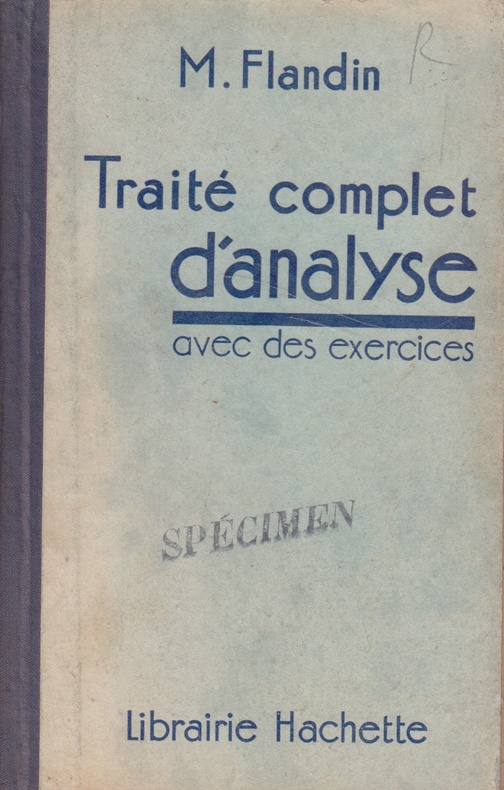 R
M. Flandin
Traité complet
d'analyse
avec des exercices
SPÉCIMEN
Librairie Hachette